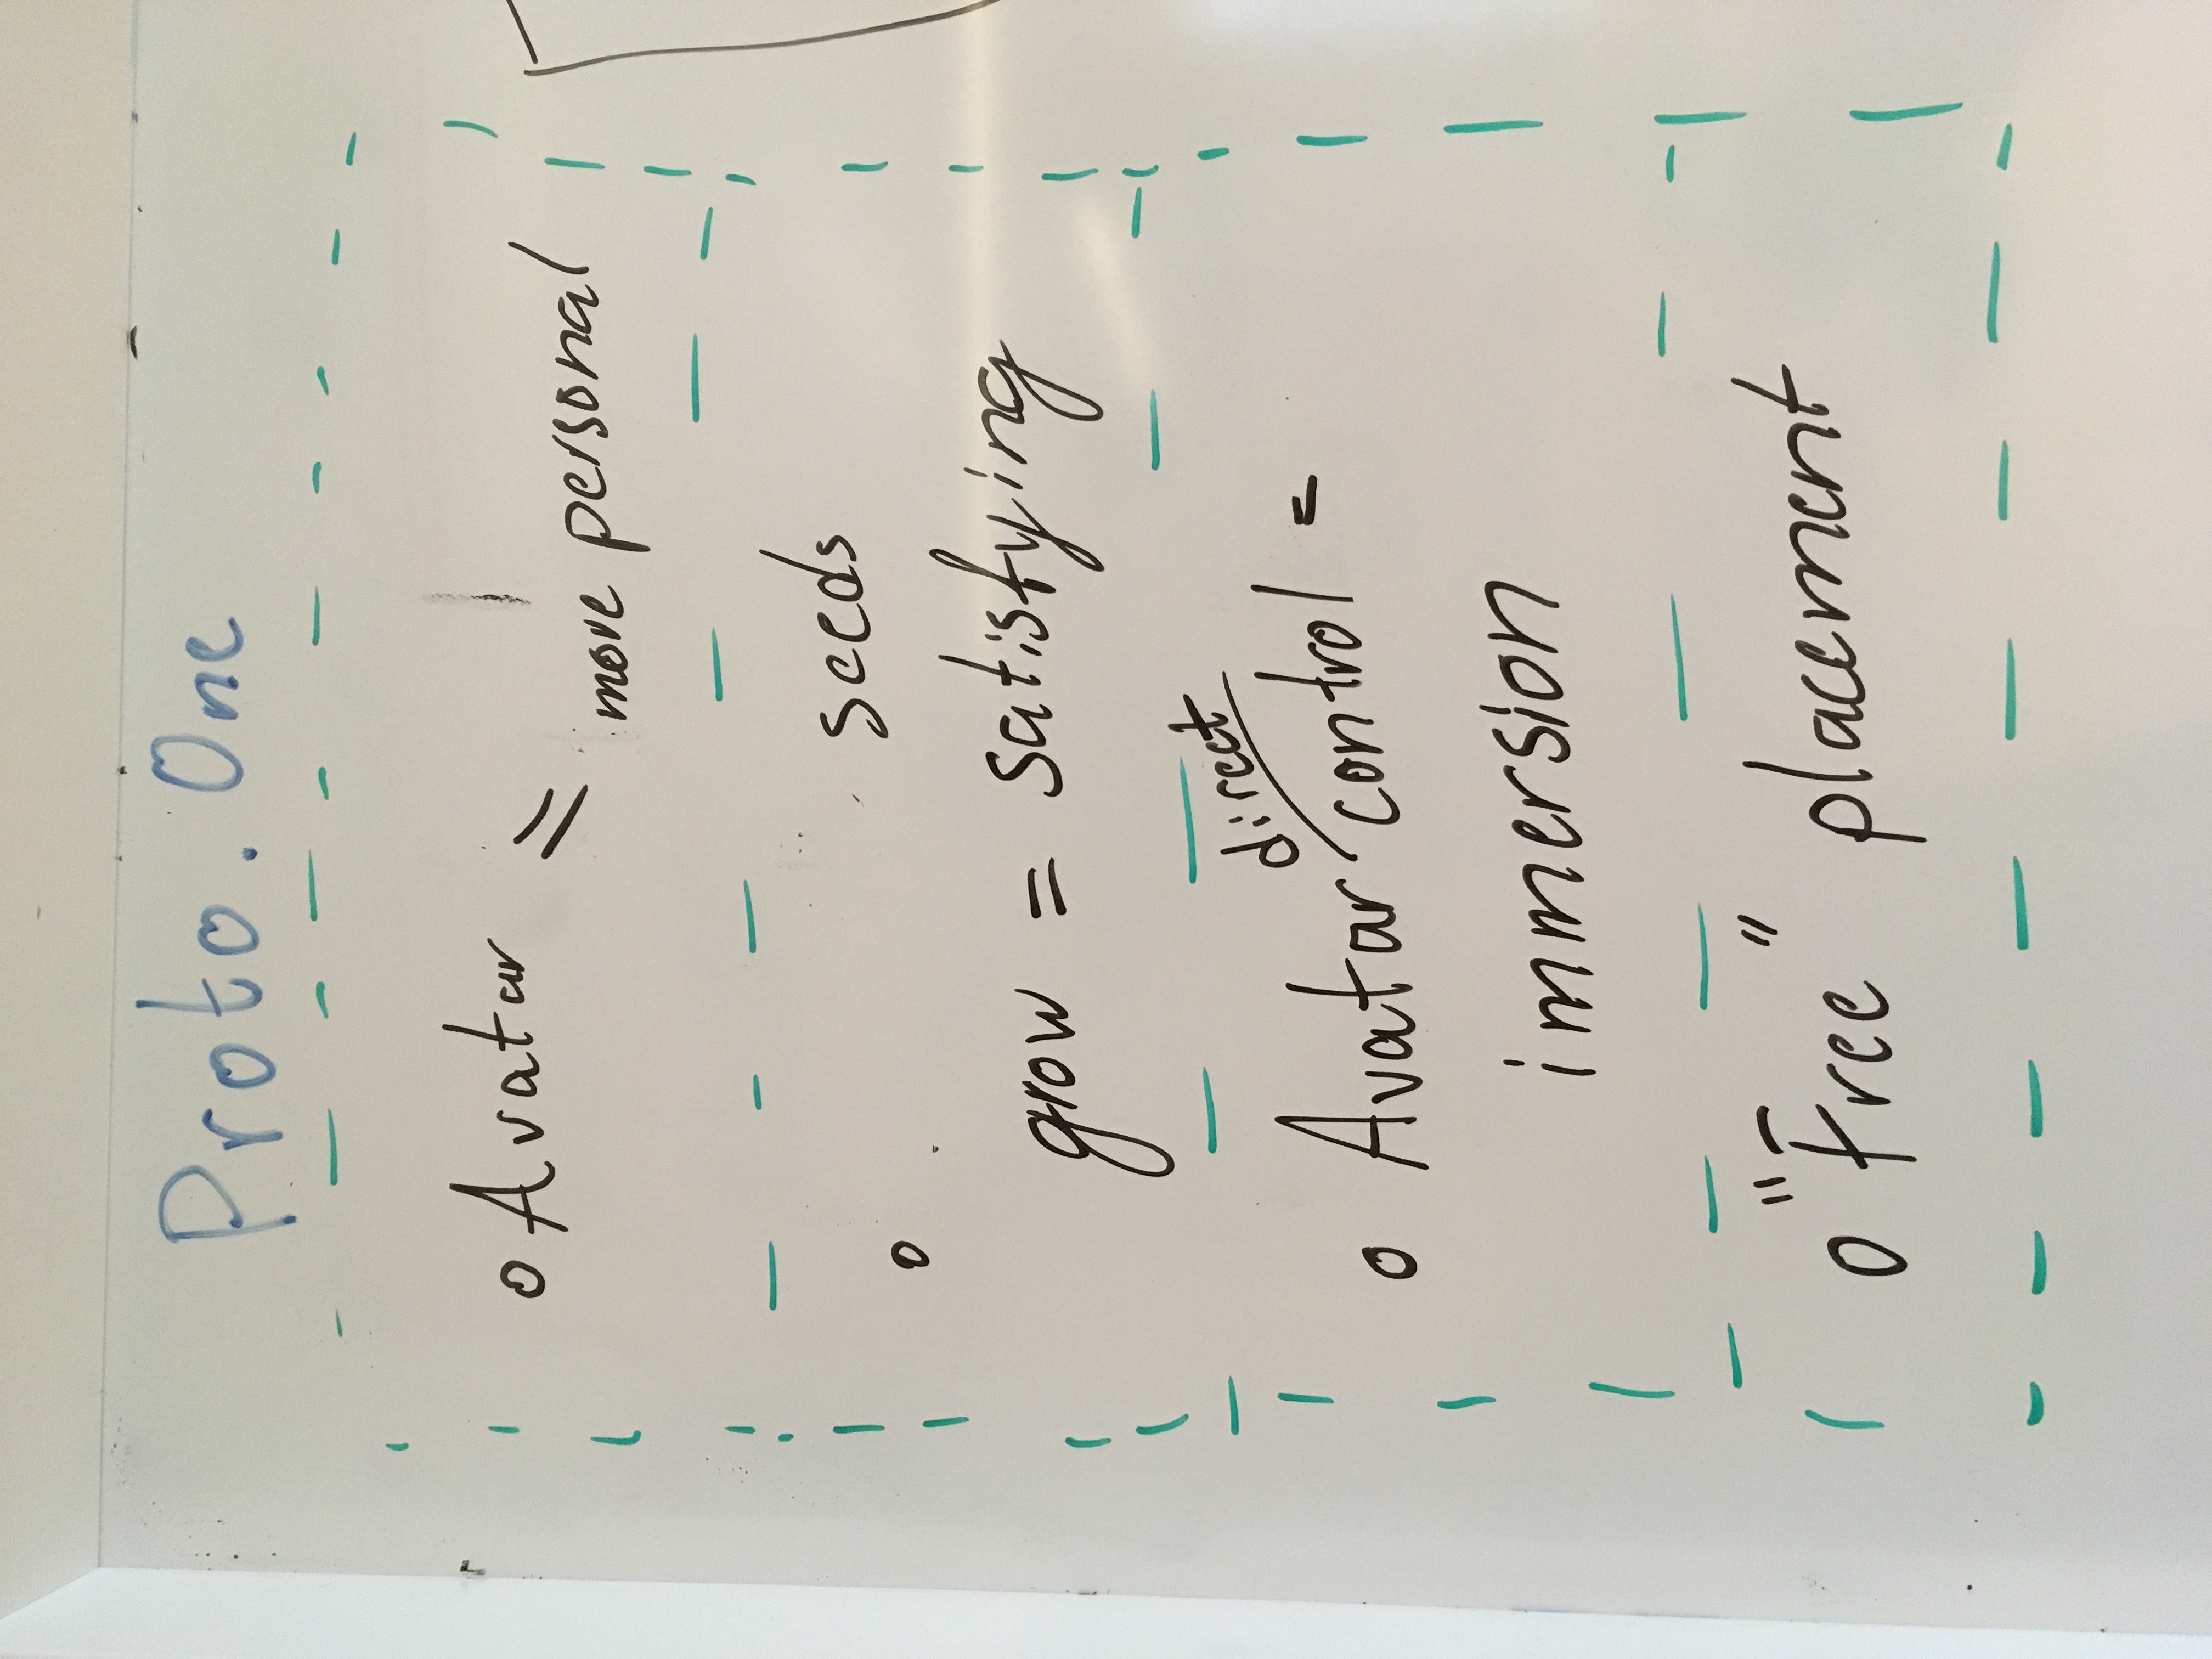 Proto. One
o Avatar = more personal
o seeds
grow = satisfying
direct
o Avatar control =
immersion
o "Free" placement